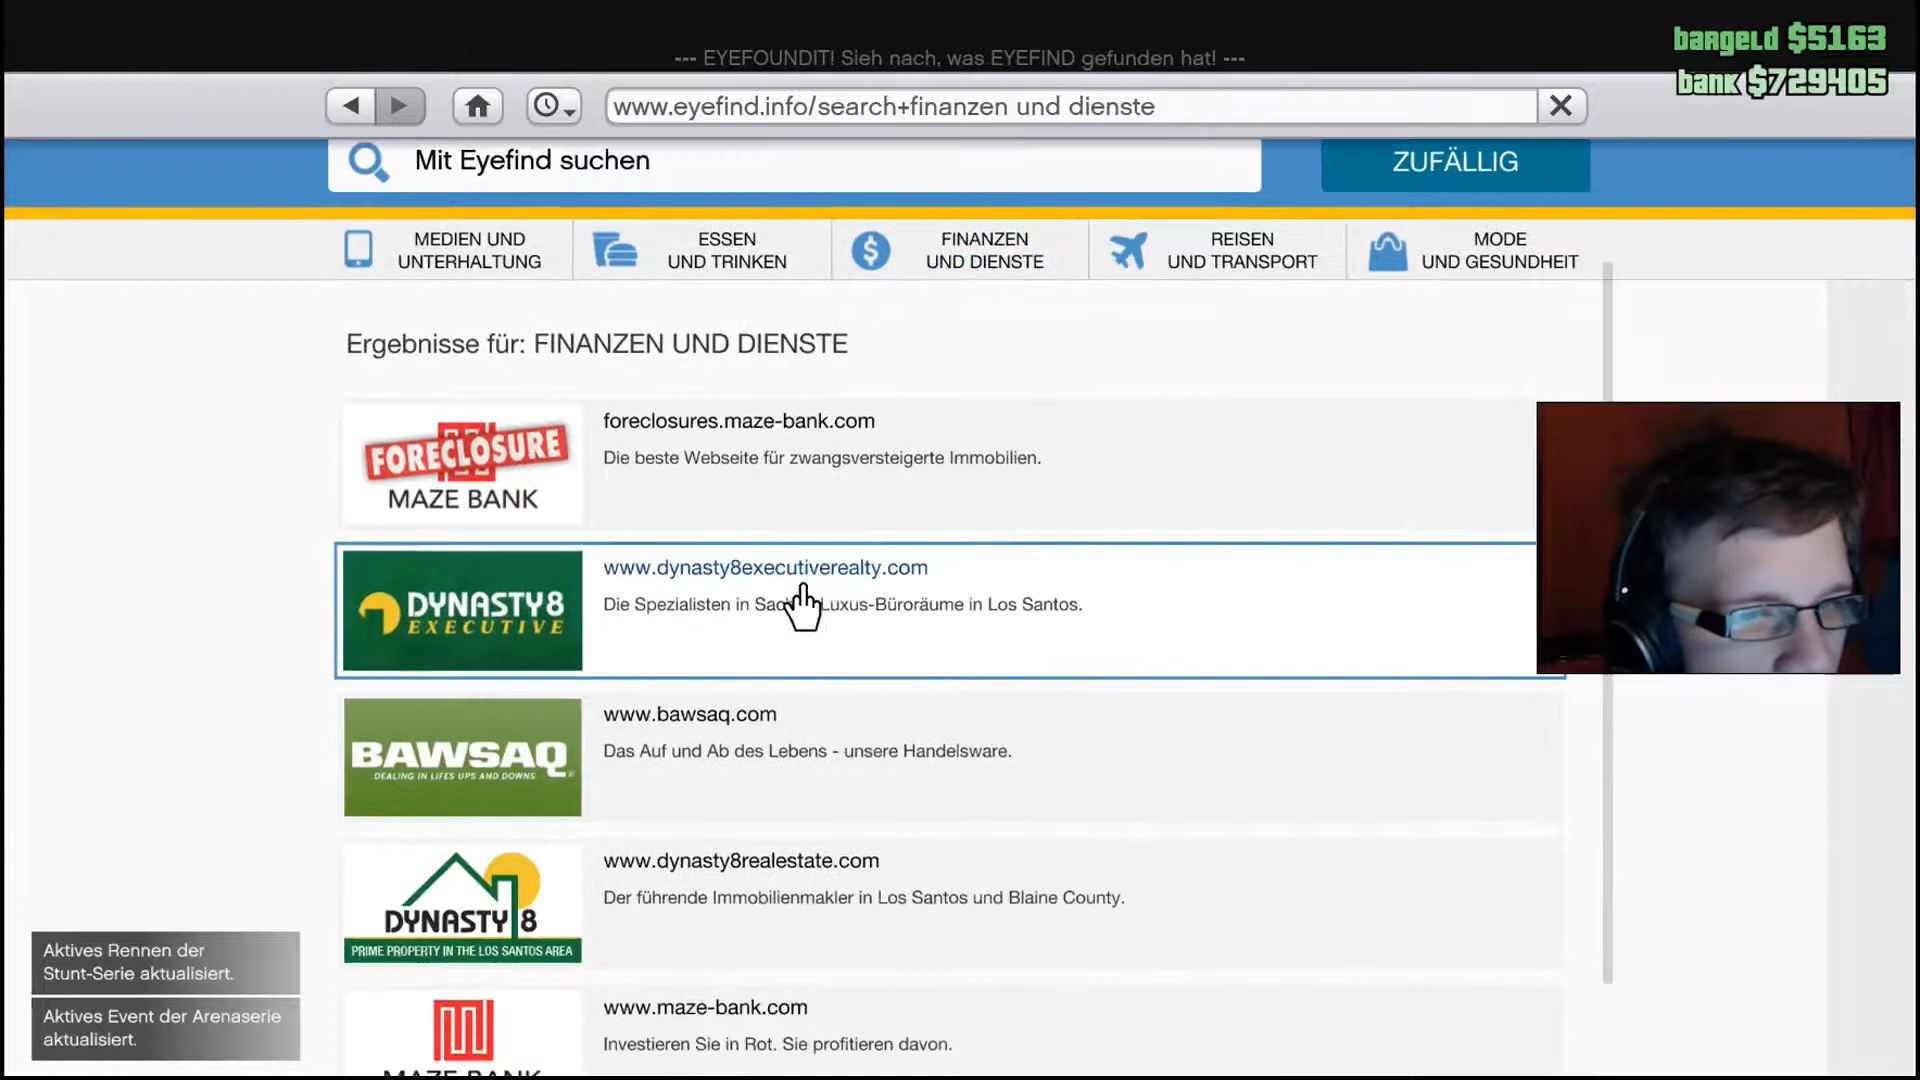 bargeld $5163
--- EYEFOUNDIT! Sieh nach, was EYEFIND gefunden hat! ---
bank $729405
www.eyefind.info/search+finanzen und dienste
Mit Eyefind suchen
ZUFÄLLIG
MEDIEN UND
UNTERHALTUNG
ESSEN
UND TRINKEN
FINANZEN
UND DIENSTE
REISEN
UND TRANSPORT
MODE
UND GESUNDHEIT
Ergebnisse für: FINANZEN UND DIENSTE
FORECLOSURE
MAZE BANK
foreclosures.maze-bank.com
Die beste Webseite für zwangsversteigerte Immobilien.
DYNASTY8
EXECUTIVE
www.dynasty8executiverealty.com
Die Spezialisten in Luxus-Büroräume in Los Santos.
BAWSAQ
DEALING IN LIFES UPS AND DOWNS
www.bawsaq.com
Das Auf und Ab des Lebens - unsere Handelsware.
DYNASTY 8
PRIME PROPERTY IN THE LOS SANTOS AREA
www.dynasty8realestate.com
Der führende Immobilienmakler in Los Santos und Blaine County.
MAZE BANK
www.maze-bank.com
Investieren Sie in Rot. Sie profitieren davon.
Aktives Rennen der
Stunt-Serie aktualisiert.
Aktives Event der Arenaserie
aktualisiert.